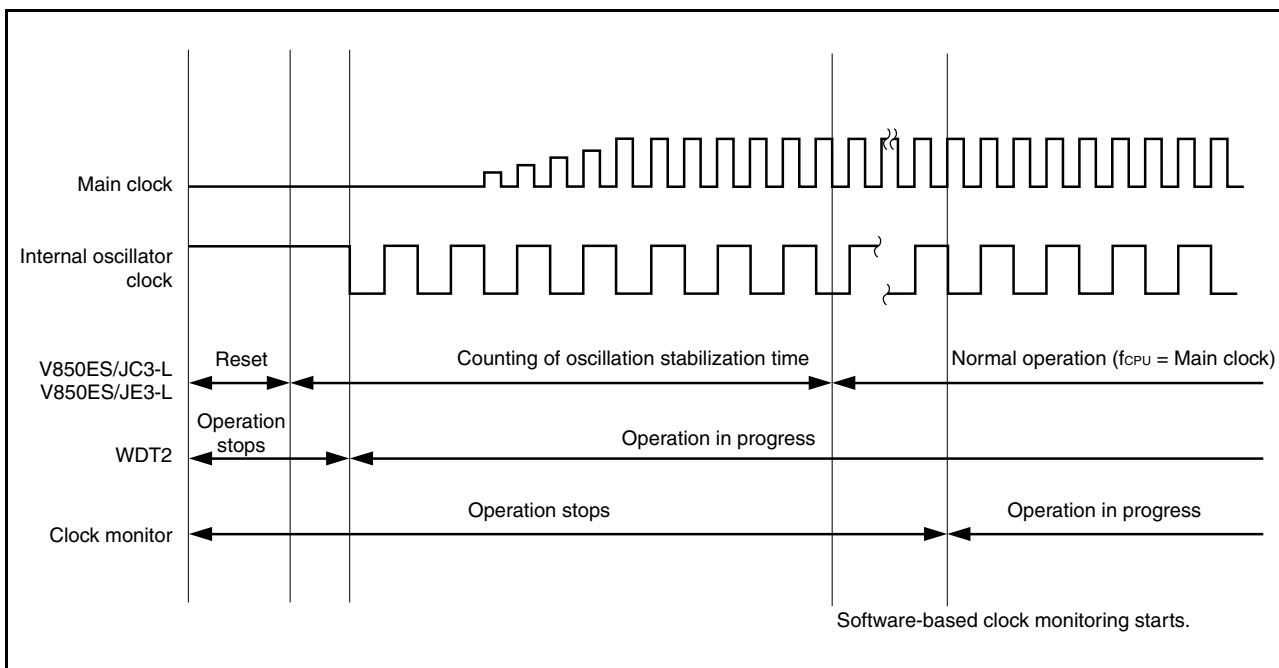 Main clock
Internal oscillator
clock
V850ES/JC3-L
V850ES/JE3-L
Reset
Counting of oscillation stabilization time
Normal operation (fCPU = Main clock)
WDT2
Operation
stops
Operation in progress
Clock monitor
Operation stops
Operation in progress
Software-based clock monitoring starts.